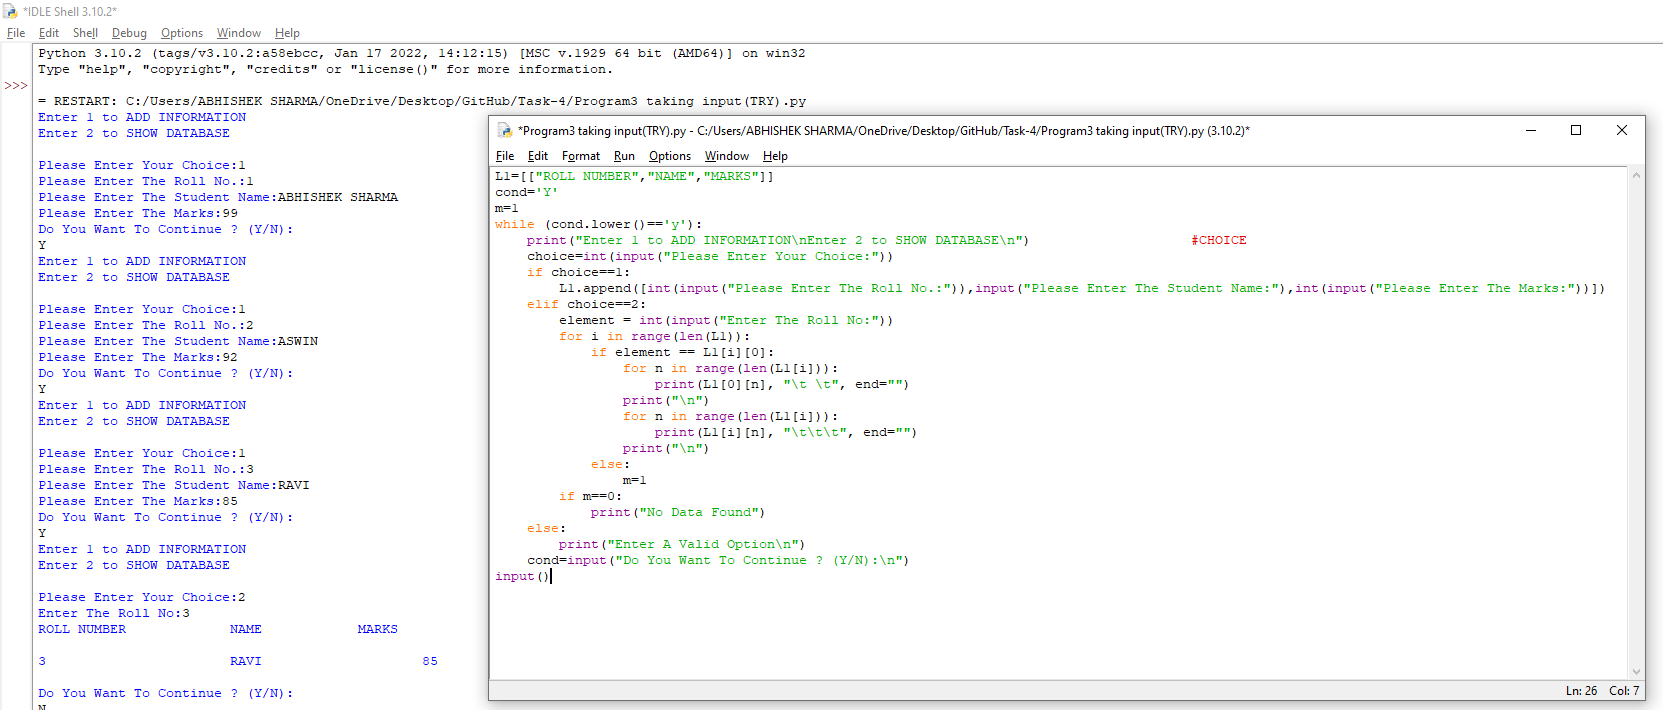 *IDLE Shell 3.10.2*
File Edit Shell Debug Options Window Help
Python 3.10.2 (tags/v3.10.2:a58ebcc, Jan 17 2022, 14:12:15) [MSC v.1929 64 bit (AMD64)] on win32
Type "help", "copyright", "credits" or "license()" for more information.
>>>
= RESTART: C:/Users/ABHISHEK SHARMA/OneDrive/Desktop/GitHub/Task-4/Program3 taking input(TRY).py
Enter 1 to ADD INFORMATION
Enter 2 to SHOW DATABASE
Please Enter Your Choice:1
Please Enter The Roll No.:1
Please Enter The Student Name:ABHISHEK SHARMA
Please Enter The Marks:99
Do You Want To Continue ? (Y/N):
Y
Enter 1 to ADD INFORMATION
Enter 2 to SHOW DATABASE
Please Enter Your Choice:1
Please Enter The Roll No.:2
Please Enter The Student Name:ASWIN
Please Enter The Marks:92
Do You Want To Continue ? (Y/N):
Y
Enter 1 to ADD INFORMATION
Enter 2 to SHOW DATABASE
Please Enter Your Choice:1
Please Enter The Roll No.:3
Please Enter The Student Name:RAVI
Please Enter The Marks:85
Do You Want To Continue ? (Y/N):
Y
Enter 1 to ADD INFORMATION
Enter 2 to SHOW DATABASE
Please Enter Your Choice:2
Enter The Roll No:3
ROLL NUMBER NAME MARKS
3 RAVI 85
Do You Want To Continue ? (Y/N):
N
*Program3 taking input(TRY).py - C:/Users/ABHISHEK SHARMA/OneDrive/Desktop/GitHub/Task-4/Program3 taking input(TRY).py (3.10.2)*
File Edit Format Run Options Window Help
L1=[["ROLL NUMBER","NAME","MARKS"]]
cond='Y'
m=1
while (cond.lower()=='y'):
    print("Enter 1 to ADD INFORMATION\nEnter 2 to SHOW DATABASE\n") #CHOICE
    choice=int(input("Please Enter Your Choice:"))
    if choice==1:
        L1.append([int(input("Please Enter The Roll No.:")),input("Please Enter The Student Name:"),int(input("Please Enter The Marks:"))])
    elif choice==2:
        element = int(input("Enter The Roll No:"))
        for i in range(len(L1)):
            if element == L1[i][0]:
                for n in range(len(L1[i])):
                    print(L1[0][n], "\t \t", end="")
                print("\n")
                for n in range(len(L1[i])):
                    print(L1[i][n], "\t\t\t", end="")
                print("\n")
            else:
                m=1
        if m==0:
            print("No Data Found")
    else:
        print("Enter A Valid Option\n")
    cond=input("Do You Want To Continue ? (Y/N):\n")
input()
Ln: 26 Col: 7